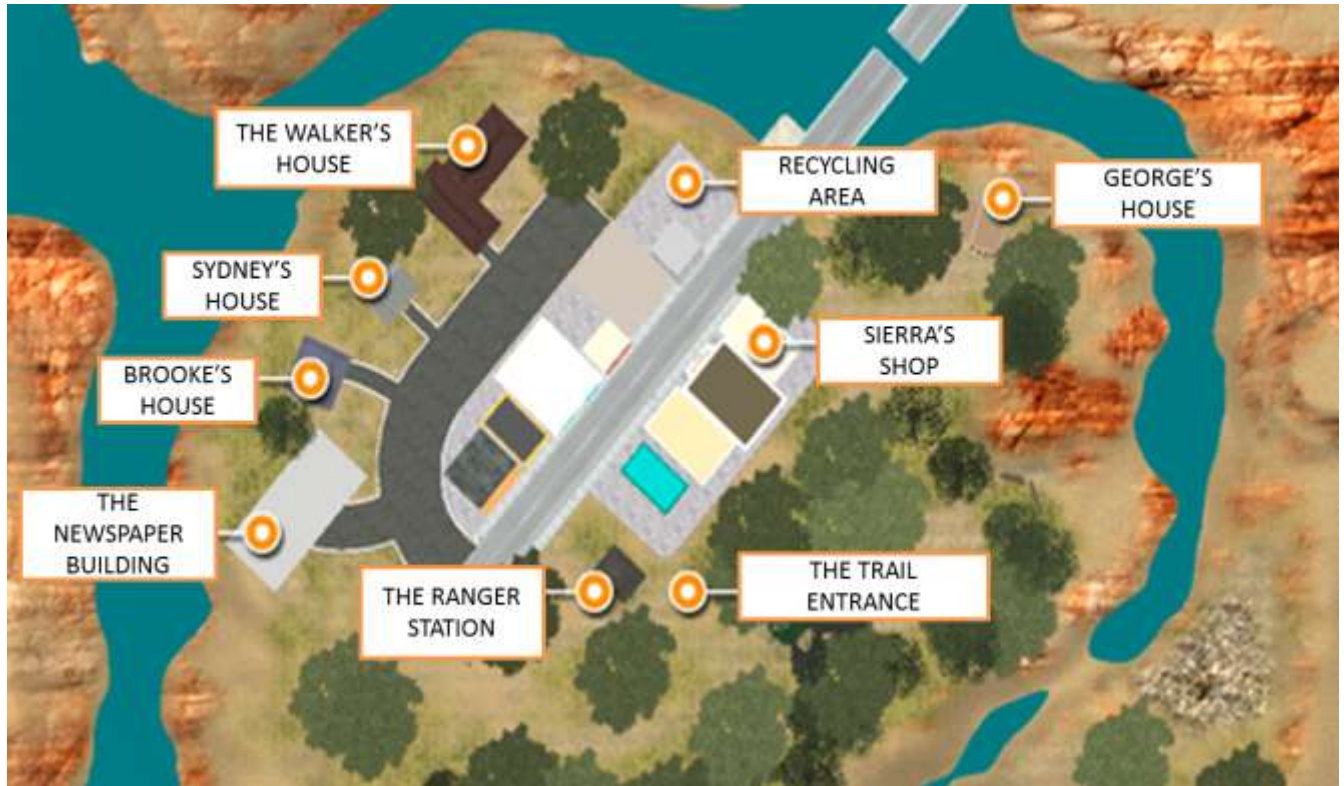 THE WALKER'S
HOUSE
RECYCLING
AREA
GEORGE'S
HOUSE
SYDNEY'S
HOUSE
BROOKE'S
HOUSE
SIERRA'S
SHOP
THE
NEWSPAPER
BUILDING
THE RANGER
STATION
THE TRAIL
ENTRANCE